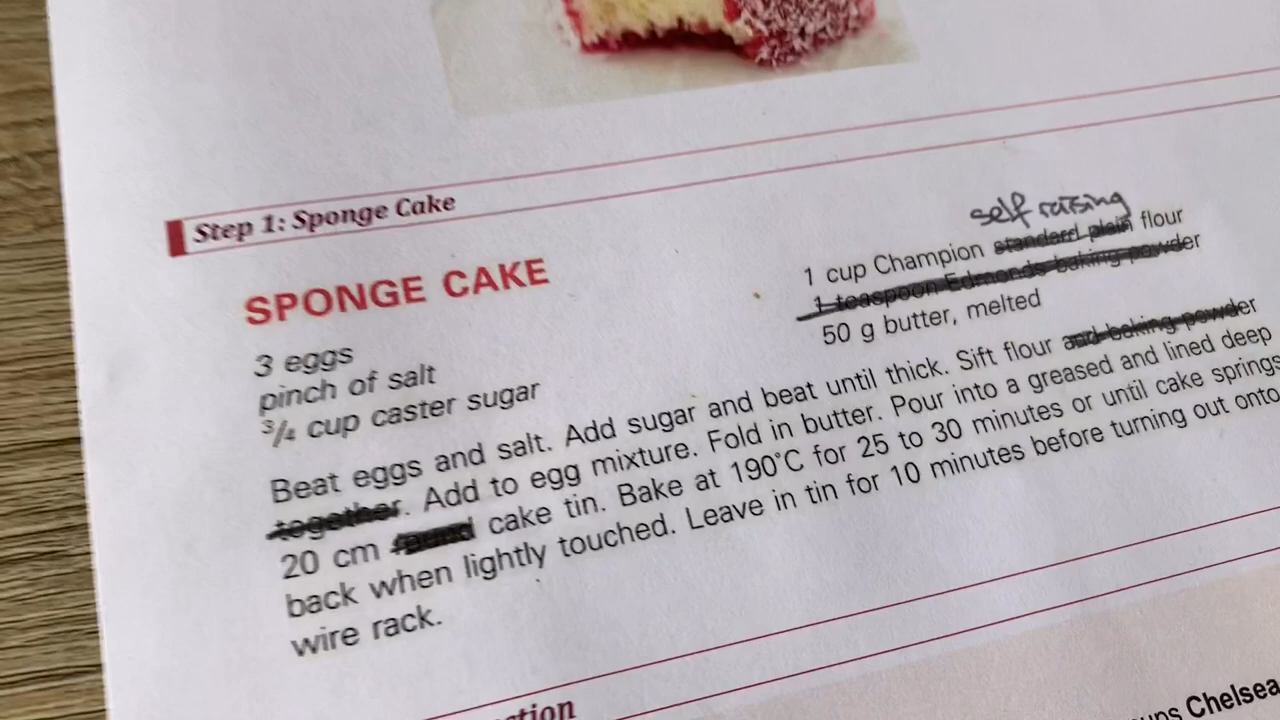 Step 1: Sponge Cake
SPONGE CAKE
3 eggs
pinch of salt
3/4 cup caster sugar
self raising
1 cup Champion standard plain flour
1 teaspoon Edmonds baking powder
50 g butter, melted
Beat eggs and salt. Add sugar and beat until thick. Sift flour and baking powder
together. Add to egg mixture. Fold in butter. Pour into a greased and lined deep
20 cm round cake tin. Bake at 190°C for 25 to 30 minutes or until cake springs
back when lightly touched. Leave in tin for 10 minutes before turning out onto
wire rack.
Chelsea